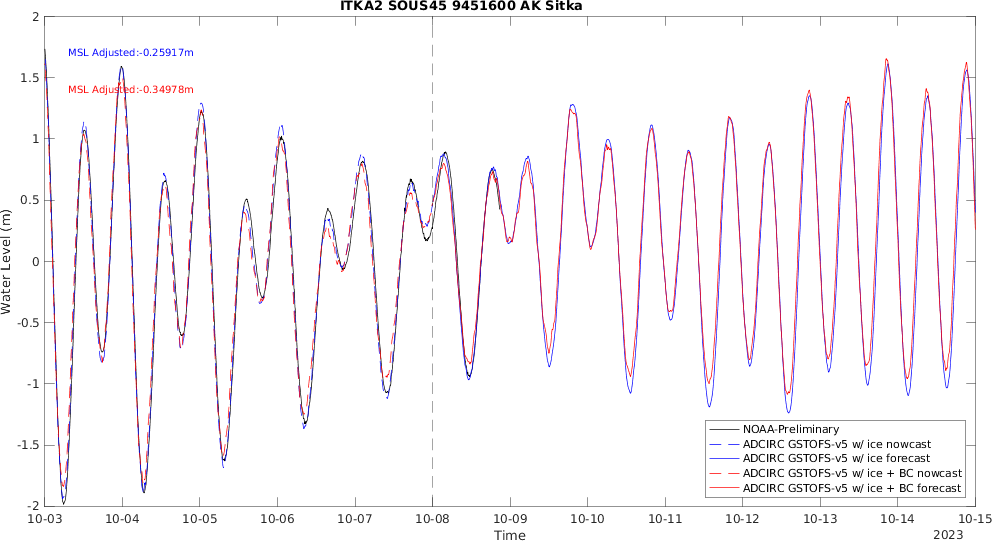 ITKA2 SOUS45 9451600 AK Sitka
MSL Adjusted:-0.25917m
MSL Adjusted:-0.34978m
Water Level (m)
2
1.5
1
0.5
0
-0.5
-1
-1.5
-2
NOAA-Preliminary
ADCIRC GSTOFS-v5 w/ ice nowcast
ADCIRC GSTOFS-v5 w/ ice forecast
ADCIRC GSTOFS-v5 w/ ice + BC nowcast
ADCIRC GSTOFS-v5 w/ ice + BC forecast
10-03 10-04 10-05 10-06 10-07 10-08 10-09 10-10 10-11 10-12 10-13 10-14 10-15
Time
2023